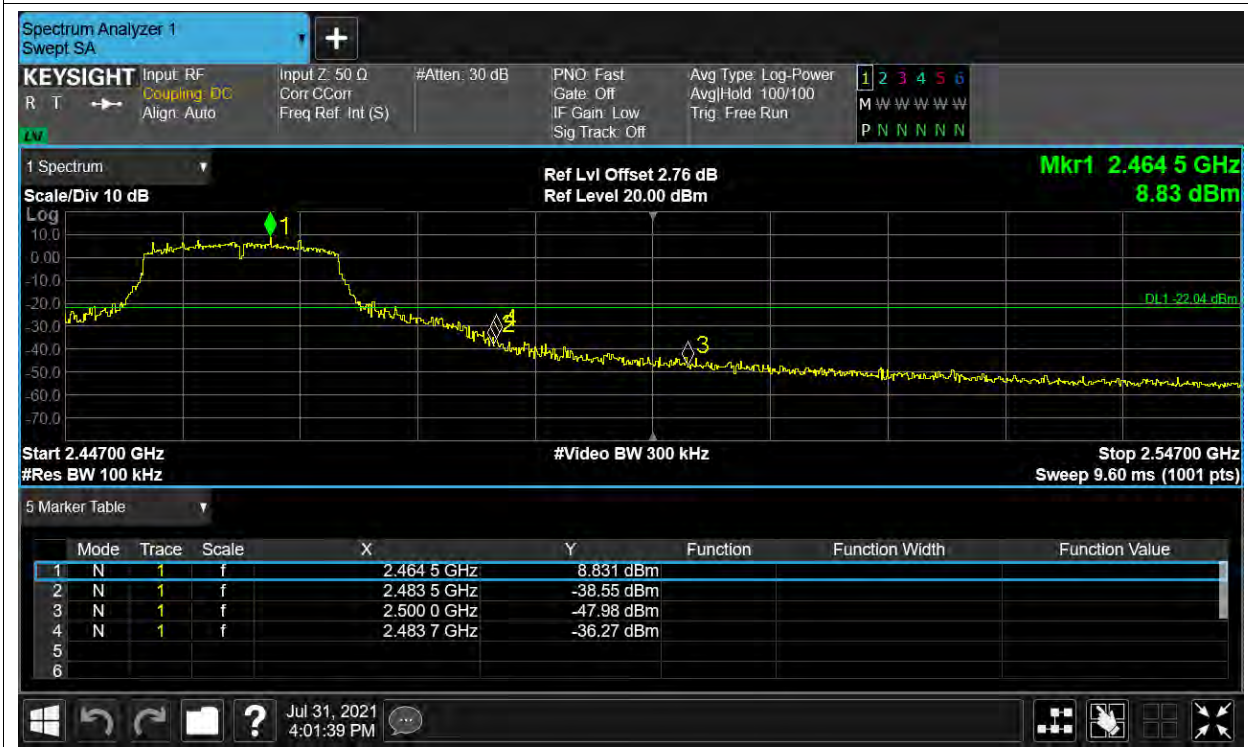 Spectrum Analyzer 1
Swept SA
KEYSIGHT Input: RF Input Z: 50 Ω #Atten: 30 dB PNO: Fast Avg Type: Log-Power 1 2 3 4 5 6
R T Coupling: DC Corr CCorr Gate: Off Avg|Hold: 100/100 M W W W W W
Align: Auto Freq Ref: Int (S) IF Gain: Low Trig: Free Run P N N N N N
Sig Track: Off
1 Spectrum Ref Lvl Offset 2.76 dB Mkr1 2.464 5 GHz
Scale/Div 10 dB Ref Level 20.00 dBm 8.83 dBm
Log
1
10.0
0.00
-10.0
-20.0 DL1 -22.04 dBm
-30.0 4 2
-40.0 3
-50.0
-60.0
-70.0
Start 2.44700 GHz #Video BW 300 kHz Stop 2.54700 GHz
#Res BW 100 kHz Sweep 9.60 ms (1001 pts)
5 Marker Table
Mode Trace Scale X Y Function Function Width Function Value
1 N 1 f 2.464 5 GHz 8.831 dBm
2 N 1 f 2.483 5 GHz -38.55 dBm
3 N 1 f 2.500 0 GHz -47.98 dBm
4 N 1 f 2.483 7 GHz -36.27 dBm
5
6
? Jul 31, 2021
4:01:39 PM